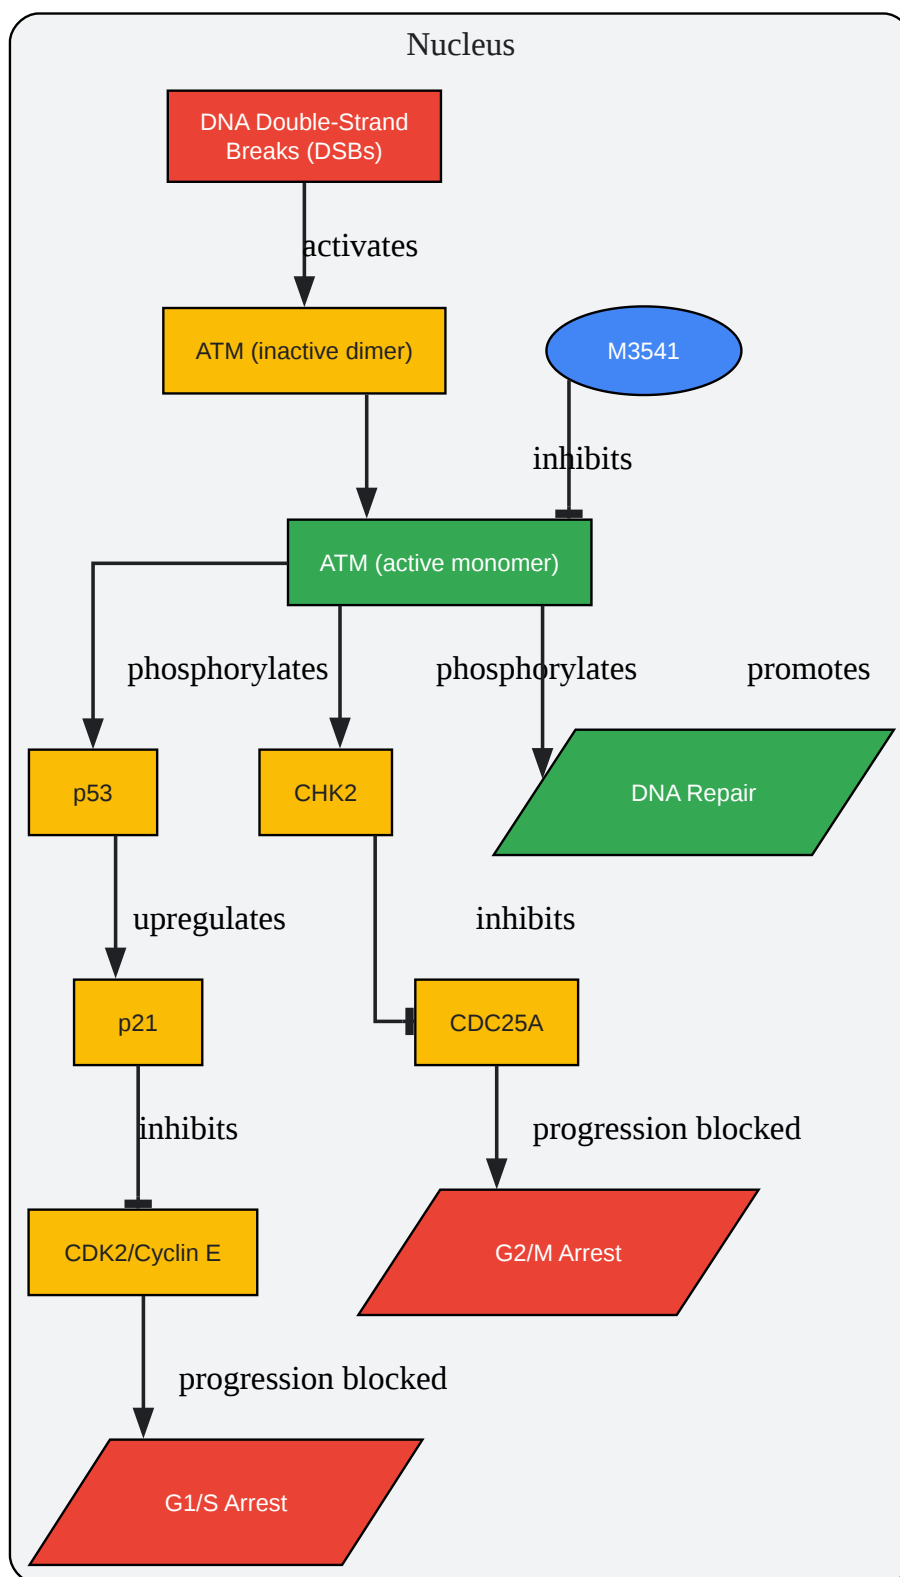 Nucleus
DNA Double-Strand
Breaks (DSBs)
activates
ATM (inactive dimer)
M3541
inhibits
ATM (active monomer)
phosphorylates
phosphorylates
promotes
p53
CHK2
DNA Repair
upregulates
inhibits
p21
CDC25A
inhibits
progression blocked
CDK2/Cyclin E
G2/M Arrest
progression blocked
G1/S Arrest